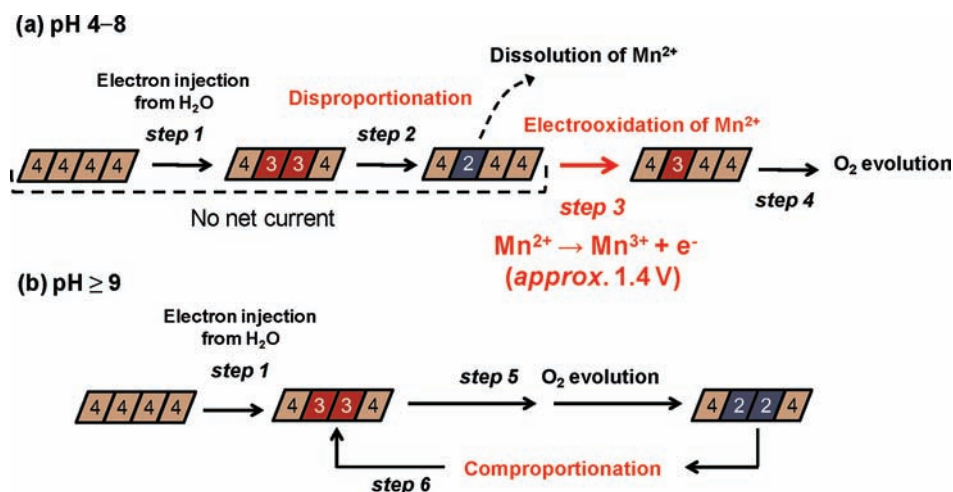 (a) pH 4–8
Dissolution of Mn²⁺
Electron injection
from H₂O
Disproportionation
Electrooxidation of Mn²⁺
step 1
step 2
4 4 4 4
4 3 3 4
4 2 4 4
4 3 4 4
O₂ evolution
No net current
step 3
step 4
Mn²⁺ → Mn³⁺ + e⁻
(approx. 1.4 V)
(b) pH ≥ 9
Electron injection
from H₂O
step 1
step 5
O₂ evolution
4 4 4 4
4 3 3 4
4 2 2 4
Comproportionation
step 6